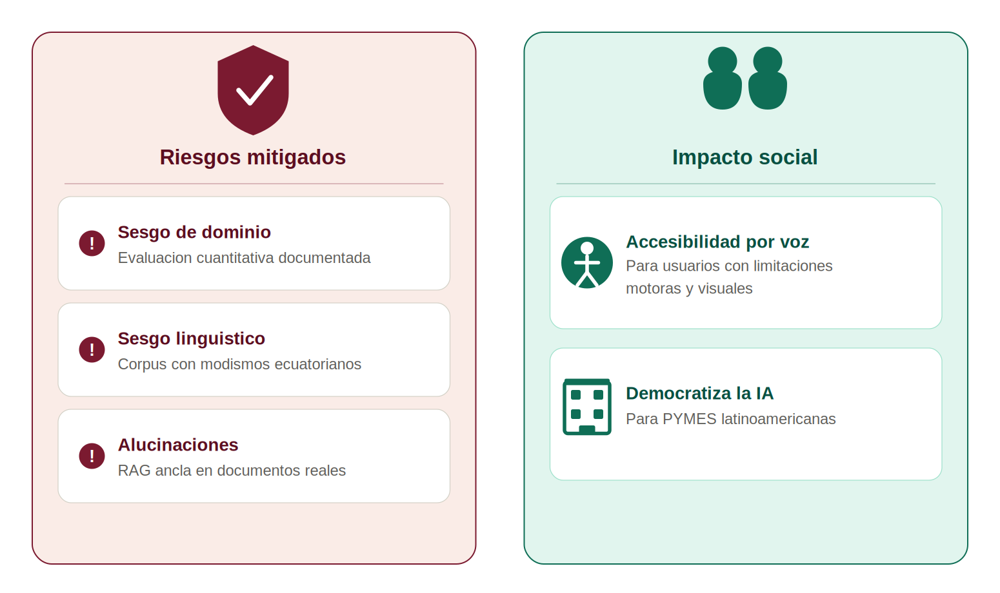 Riesgos mitigados
!
Sesgo de dominio
Evaluacion cuantitativa documentada
!
Sesgo linguistico
Corpus con modismos ecuatorianos
!
Alucinaciones
RAG ancla en documentos reales
Impacto social
Accesibilidad por voz
Para usuarios con limitaciones
motoras y visuales
Democratiza la IA
Para PYMES latinoamericanas